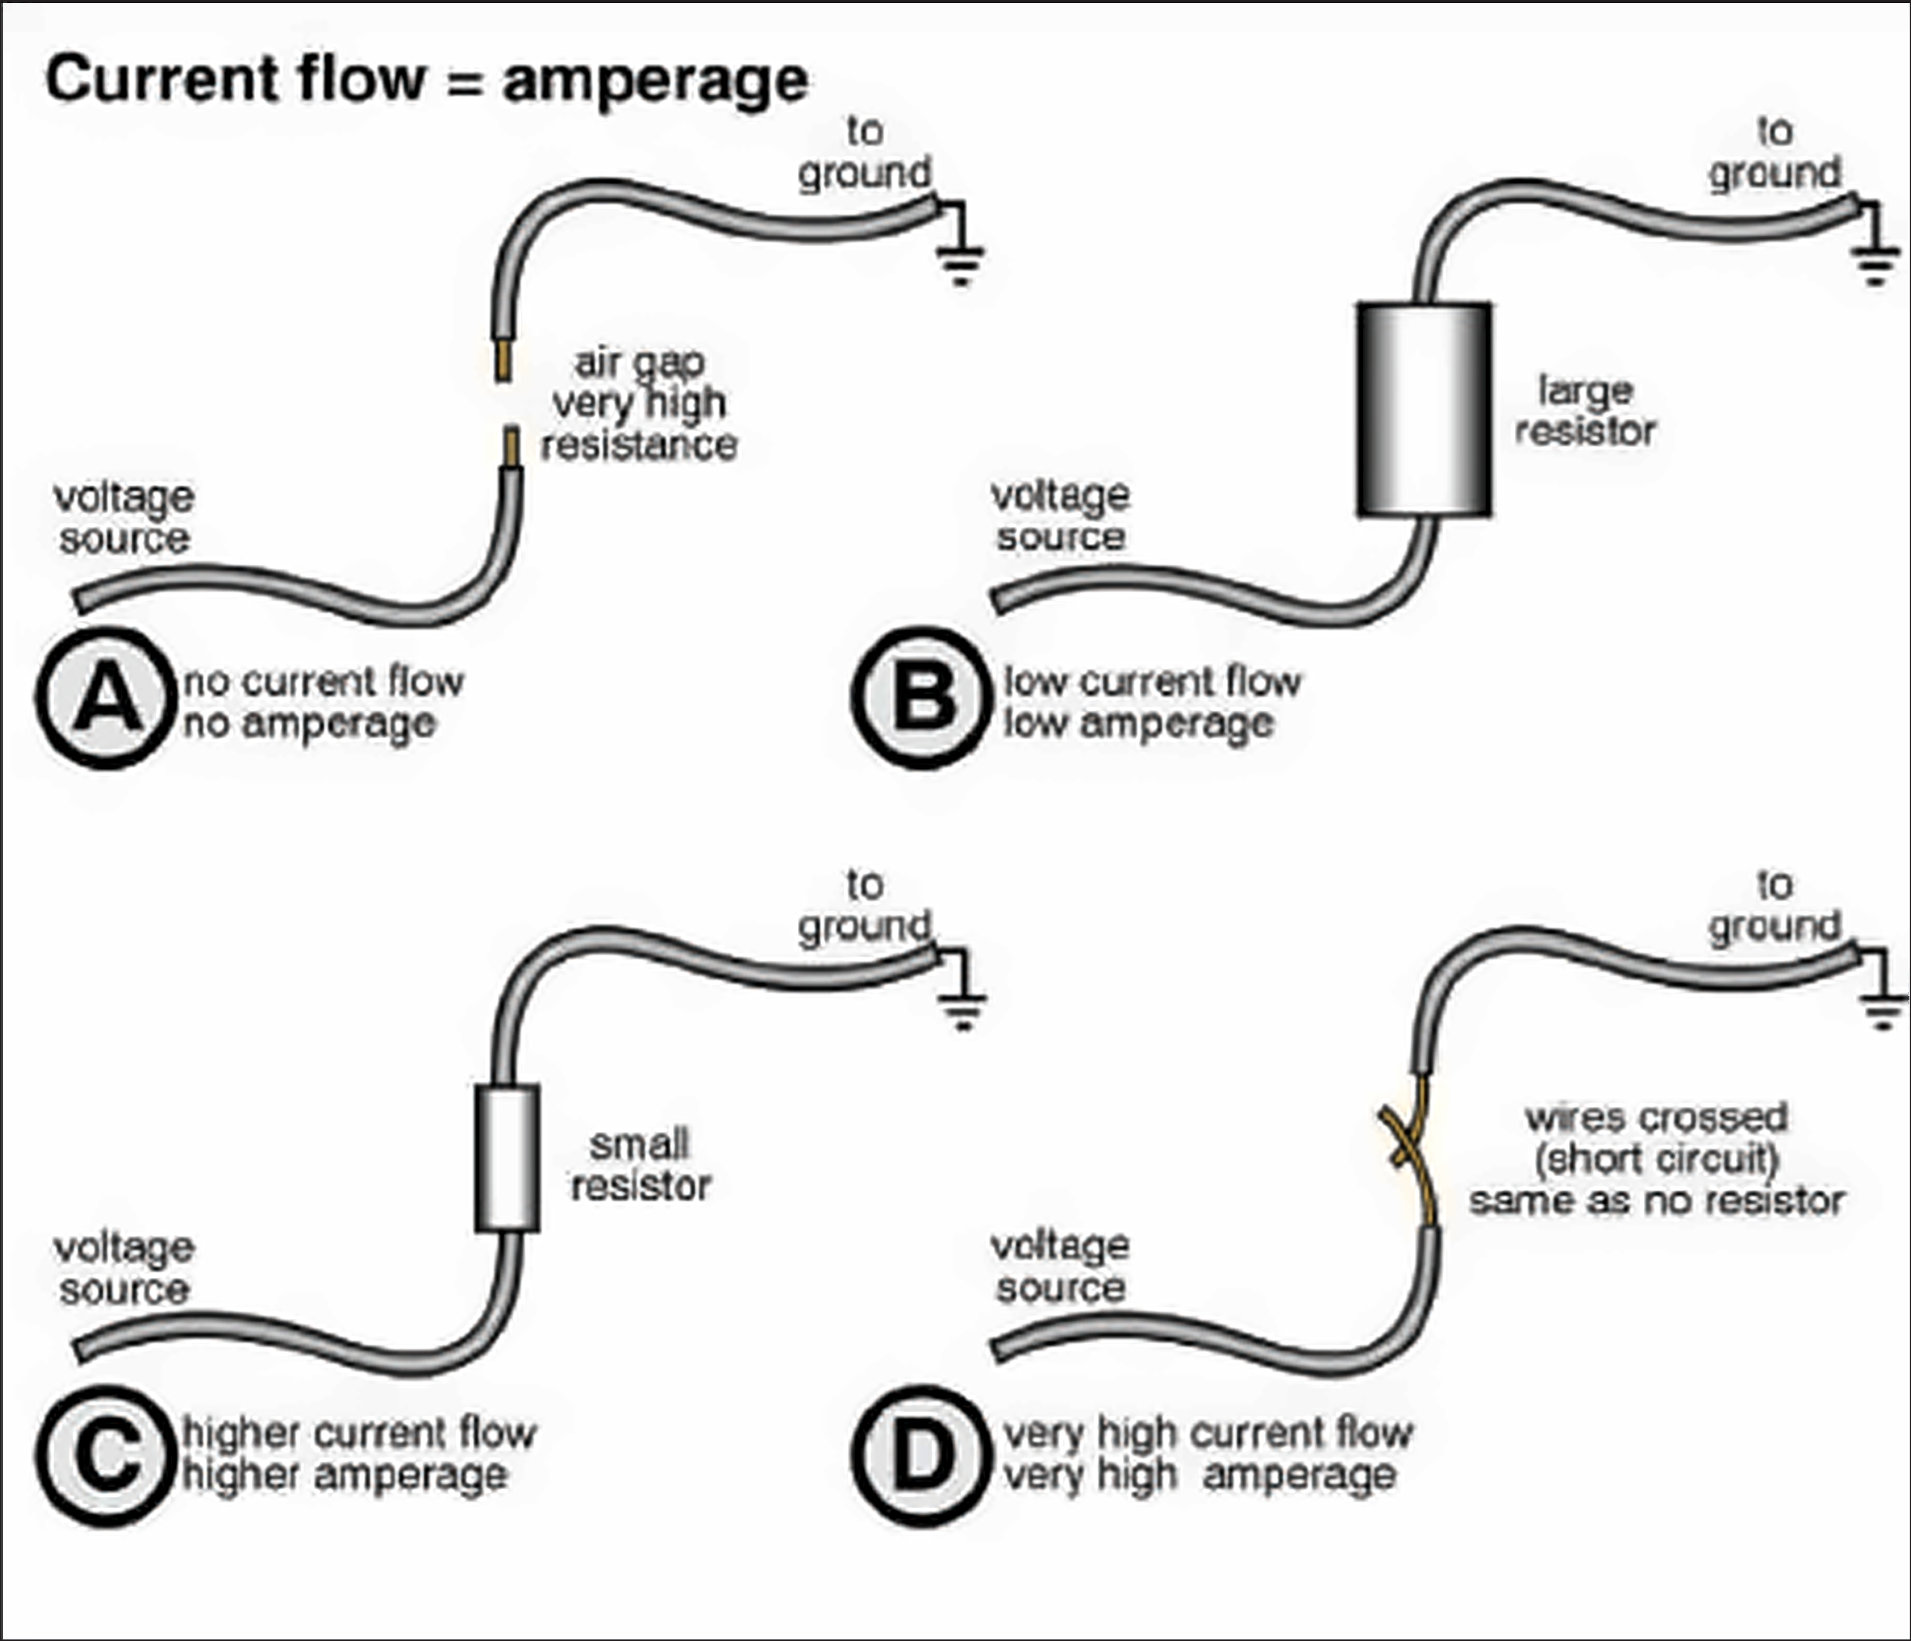 Current flow = amperage
to
ground
air gap
very high
resistance
voltage
source
A
no current flow
no amperage
to
ground
large
resistor
voltage
source
B
low current flow
low amperage
to
ground
small
resistor
voltage
source
C
higher current flow
higher amperage
to
ground
wires crossed
(short circuit)
same as no resistor
voltage
source
D
very high current flow
very high amperage